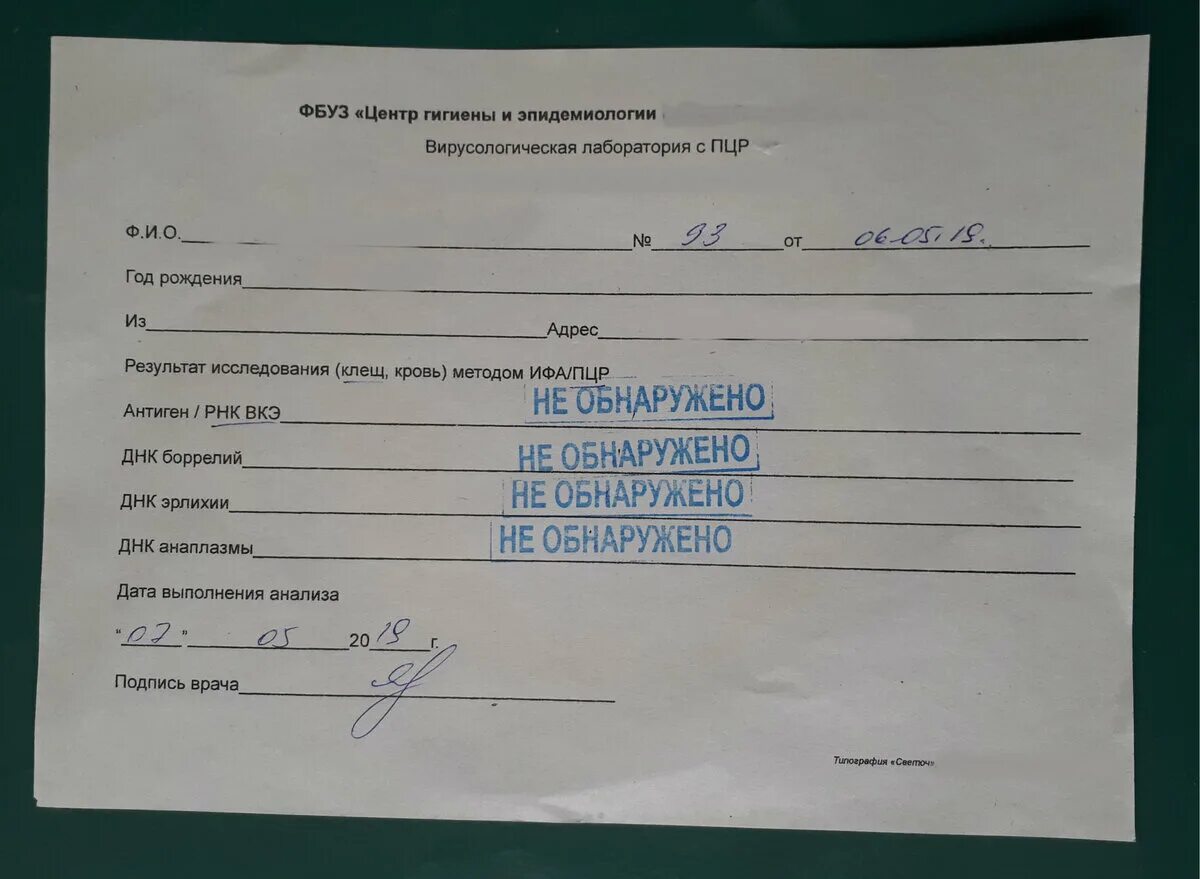 ФБУЗ «Центр гигиены и эпидемиологии
Вирусологическая лаборатория с ПЦР
Ф.И.О. № 93 от 06.05.19.
Год рождения
Из Адрес
Результат исследования (клещ, кровь) методом ИФА/ПЦР
Антиген / РНК ВКЭ НЕ ОБНАРУЖЕНО
ДНК боррелий НЕ ОБНАРУЖЕНО
ДНК эрлихии НЕ ОБНАРУЖЕНО
ДНК анаплазмы НЕ ОБНАРУЖЕНО
Дата выполнения анализа
“07” 05 2019 г.
Подпись врача
Типография «Светоч»